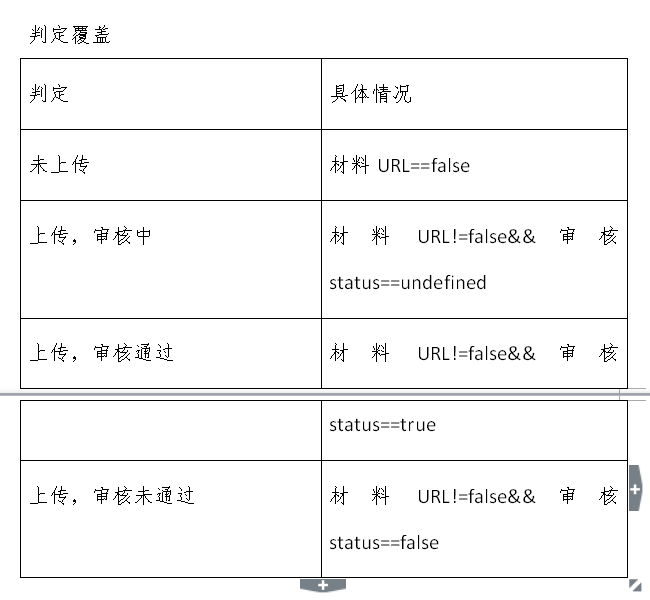 判定覆盖
判定
具体情况
未上传
材料 URL==false
上传，审核中
材料 URL!=false&& 审核
status==undefined
上传，审核通过
材料 URL!=false&& 审核
status==true
上传，审核未通过
材料 URL!=false&& 审核
status==false